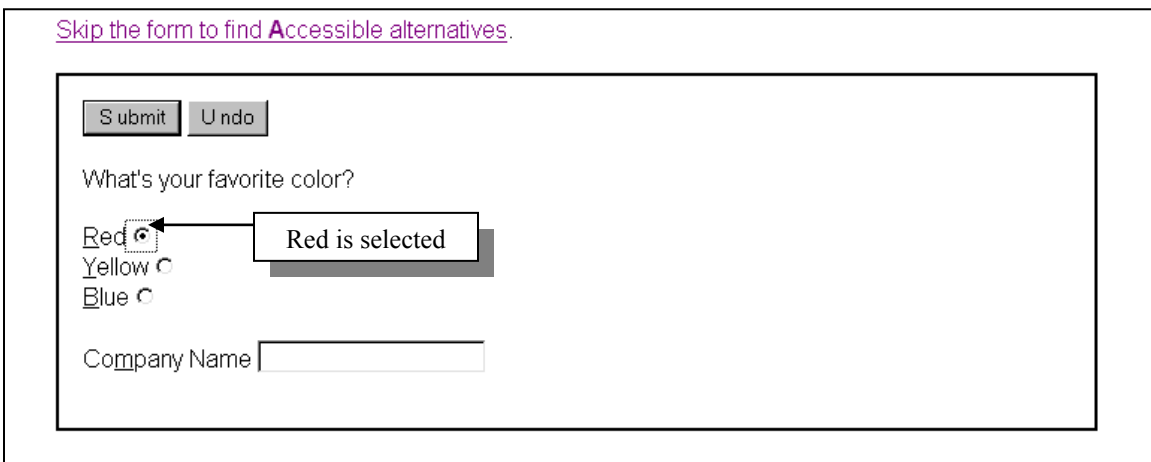 Skip the form to find Accessible alternatives.
Submit Undo
What's your favorite color?
Red
Red is selected
Yellow
Blue
Company Name